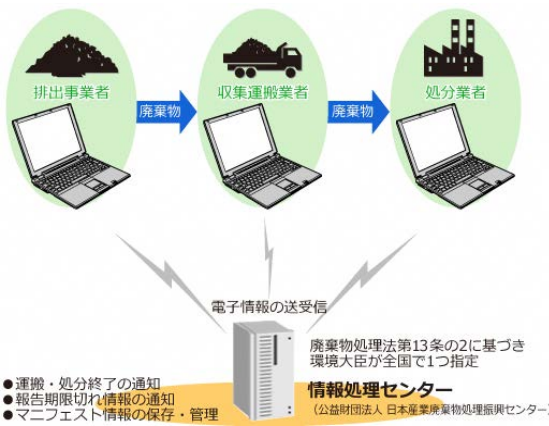 排出事業者
収集運搬業者
処分業者
廃棄物
廃棄物
電子情報の送受信
廃棄物処理法第13条の2に基づき
環境大臣が全国で1つ指定
情報処理センター
(公益財団法人 日本産業廃棄物処理振興センター)
●運搬・処分終了の通知
●報告期限切れ情報の通知
●マニフェスト情報の保存・管理